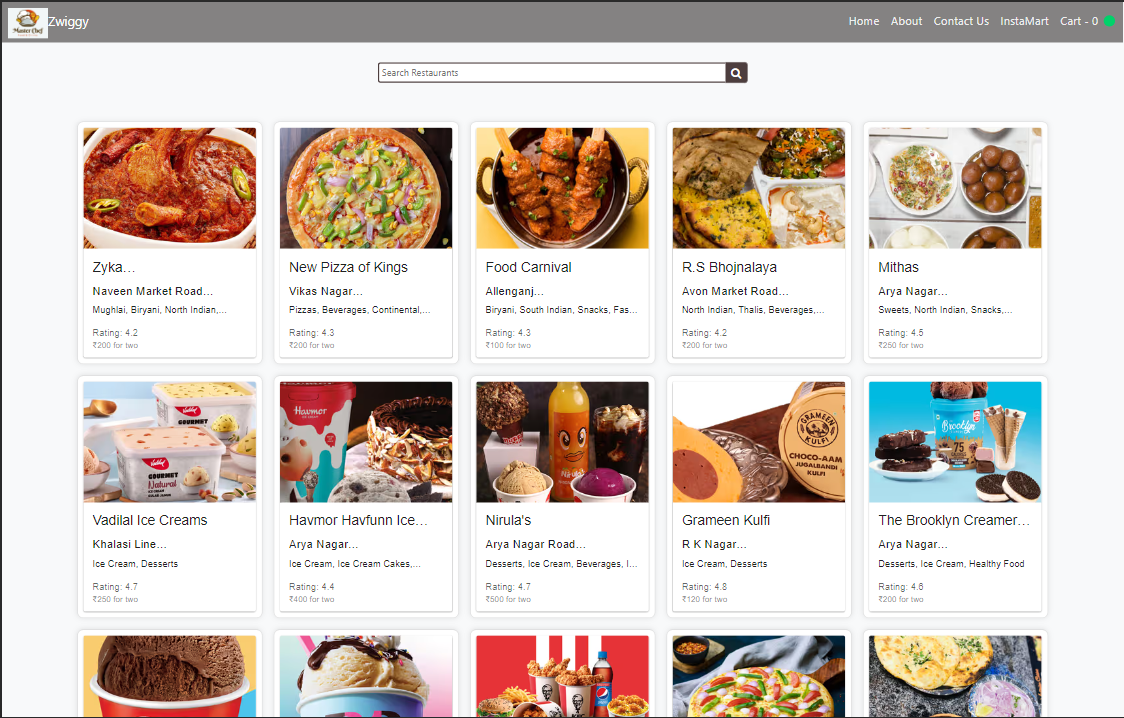 Master Chef
Zwiggy
Home About Contact Us InstaMart Cart - 0
Search Restaurants
Zyka...
Naveen Market Road...
Mughlai, Biryani, North Indian,...
Rating: 4.2
₹200 for two
New Pizza of Kings
Vikas Nagar...
Pizzas, Beverages, Continental,...
Rating: 4.3
₹200 for two
Food Carnival
Allenganj...
Biryani, South Indian, Snacks, Fas...
Rating: 4.3
₹100 for two
R.S Bhojnalaya
Avon Market Road...
North Indian, Thalis, Beverages,...
Rating: 4.2
₹200 for two
Mithas
Arya Nagar...
Sweets, North Indian, Snacks,...
Rating: 4.5
₹250 for two
Vadilal
GOURMET
Vadilal
GOURMET
Natural
Vadilal Ice Creams
Khalasi Line...
Ice Cream, Desserts
Rating: 4.7
₹250 for two
Havmor
Havmor Havfunn Ice...
Arya Nagar...
Ice Cream, Ice Cream Cakes,...
Rating: 4.4
₹400 for two
Nirula's
Arya Nagar Road...
Desserts, Ice Cream, Beverages, I...
Rating: 4.7
₹500 for two
GRAMEEN
KULFI
CHOCO-AAM
JUGALBANDI
KULFI
Grameen Kulfi
R K Nagar...
Ice Cream, Desserts
Rating: 4.8
₹120 for two
Brooklyn
75
The Brooklyn Creamer...
Arya Nagar...
Desserts, Ice Cream, Healthy Food
Rating: 4.6
₹200 for two
KFC
KFC